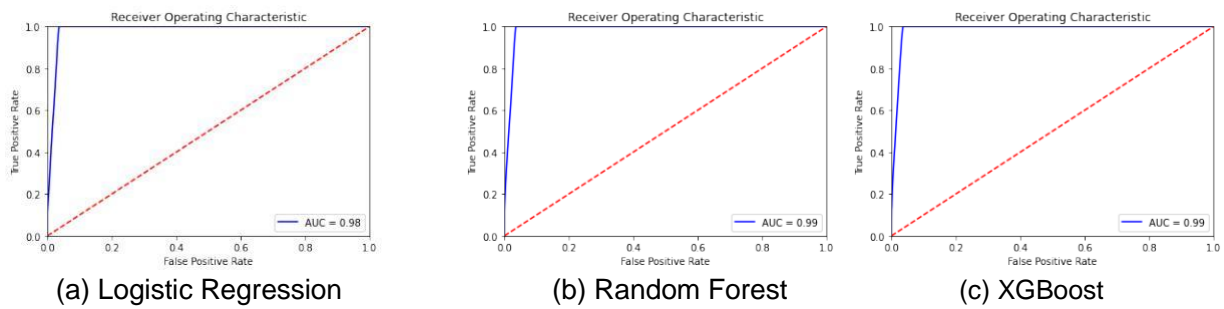 Receiver Operating Characteristic
1.0
0.8
0.6
0.4
0.2
0.0
True Positive Rate
AUC = 0.98
0.0 0.2 0.4 0.6 0.8 1.0
False Positive Rate
(a) Logistic Regression
Receiver Operating Characteristic
1.0
0.8
0.6
0.4
0.2
0.0
True Positive Rate
AUC = 0.99
0.0 0.2 0.4 0.6 0.8 1.0
False Positive Rate
(b) Random Forest
Receiver Operating Characteristic
1.0
0.8
0.6
0.4
0.2
0.0
True Positive Rate
AUC = 0.99
0.0 0.2 0.4 0.6 0.8 1.0
False Positive Rate
(c) XGBoost